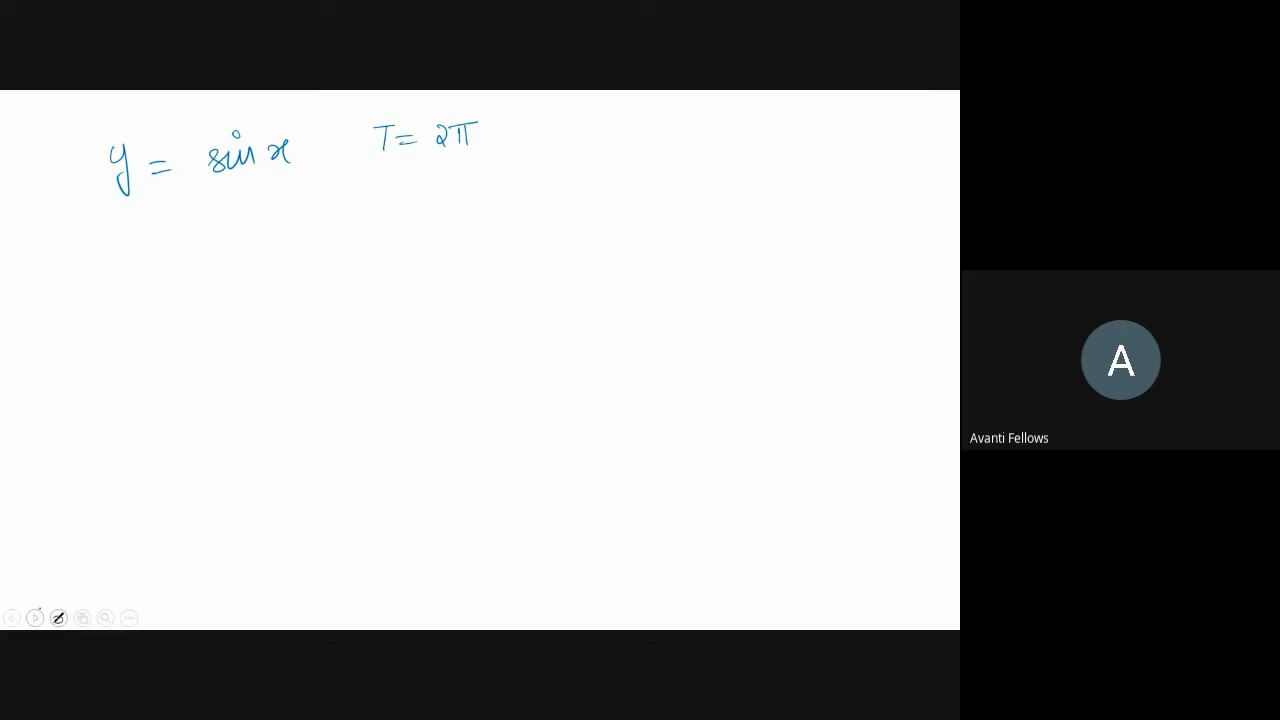 y = sin x T = 2π
A
Avanti Fellows